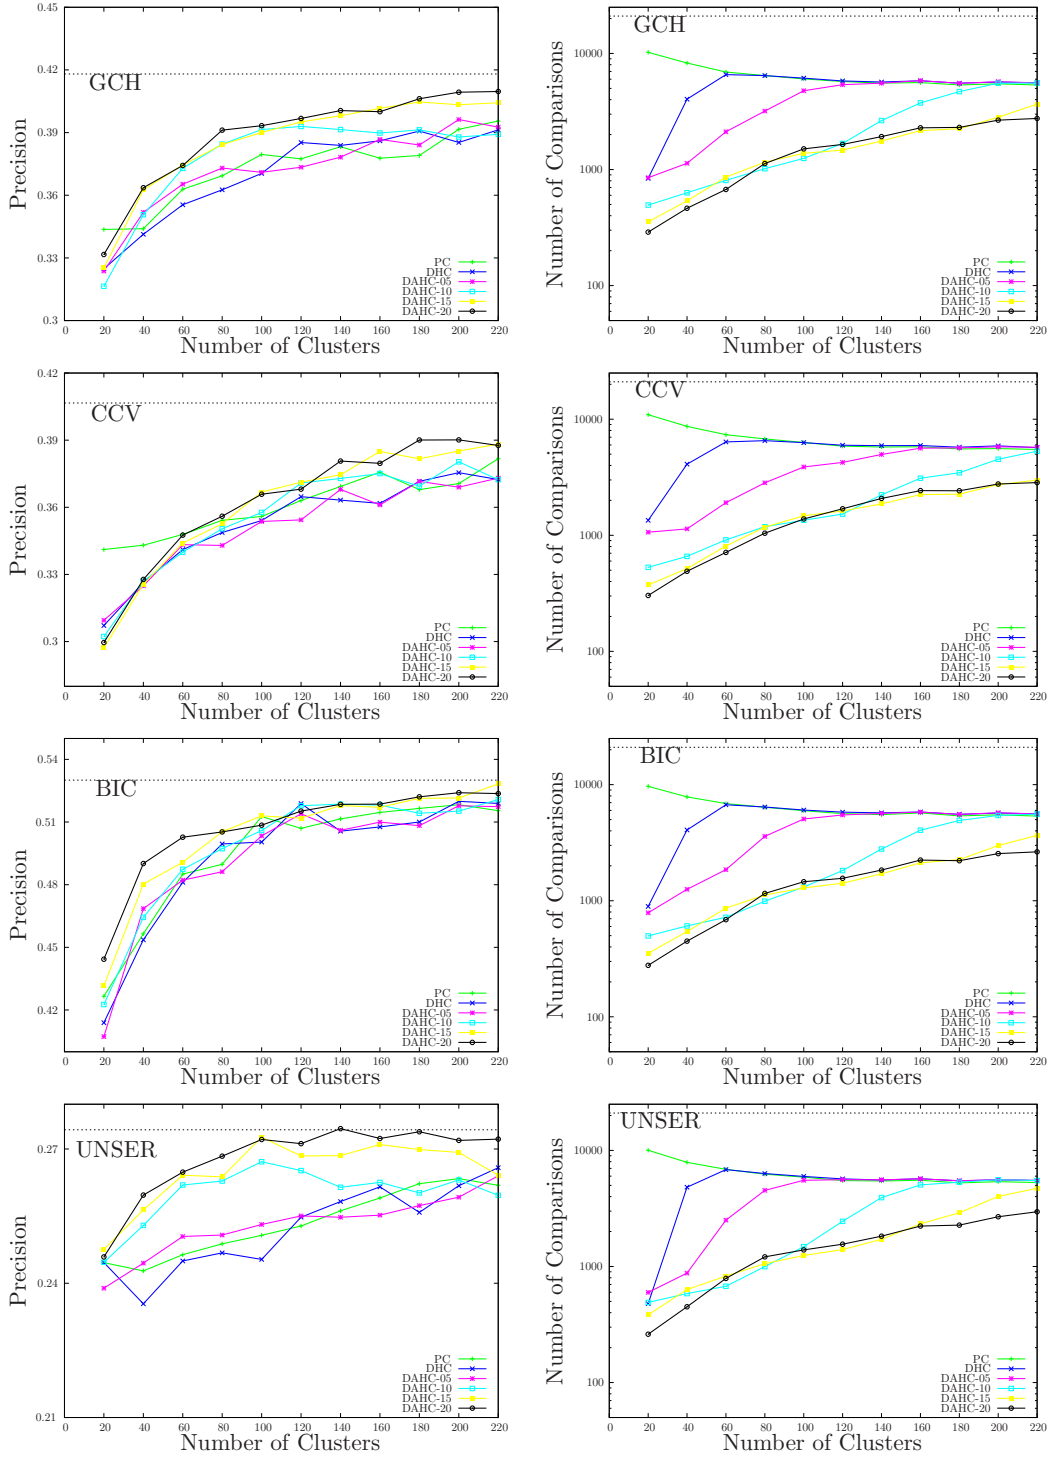 0.45
0.42
0.39
0.36
0.33
0.3
Precision
GCH
PC
DHC
DAHC-05
DAHC-10
DAHC-15
DAHC-20
0 20 40 60 80 100 120 140 160 180 200 220
Number of Clusters
10000
1000
100
Number of Comparisons
GCH
PC
DHC
DAHC-05
DAHC-10
DAHC-15
DAHC-20
0 20 40 60 80 100 120 140 160 180 200 220
Number of Clusters
0.42
0.39
0.36
0.33
0.3
Precision
CCV
PC
DHC
DAHC-05
DAHC-10
DAHC-15
DAHC-20
0 20 40 60 80 100 120 140 160 180 200 220
Number of Clusters
10000
1000
100
Number of Comparisons
CCV
PC
DHC
DAHC-05
DAHC-10
DAHC-15
DAHC-20
0 20 40 60 80 100 120 140 160 180 200 220
Number of Clusters
0.54
0.51
0.48
0.45
0.42
Precision
BIC
PC
DHC
DAHC-05
DAHC-10
DAHC-15
DAHC-20
0 20 40 60 80 100 120 140 160 180 200 220
Number of Clusters
10000
1000
100
Number of Comparisons
BIC
PC
DHC
DAHC-05
DAHC-10
DAHC-15
DAHC-20
0 20 40 60 80 100 120 140 160 180 200 220
Number of Clusters
0.27
0.24
0.21
Precision
UNSER
PC
DHC
DAHC-05
DAHC-10
DAHC-15
DAHC-20
0 20 40 60 80 100 120 140 160 180 200 220
Number of Clusters
10000
1000
100
Number of Comparisons
UNSER
PC
DHC
DAHC-05
DAHC-10
DAHC-15
DAHC-20
0 20 40 60 80 100 120 140 160 180 200 220
Number of Clusters